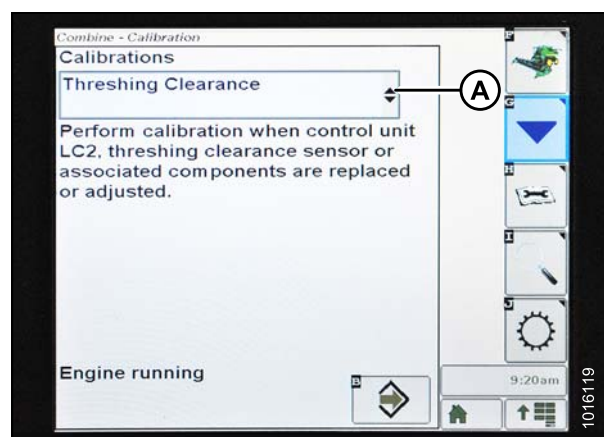 Combine - Calibration
Calibrations
Threshing Clearance
A
Perform calibration when control unit
LC2, threshing clearance sensor or
associated components are replaced
or adjusted.
Engine running
B
F
G
H
I
J
9:20am
1016119